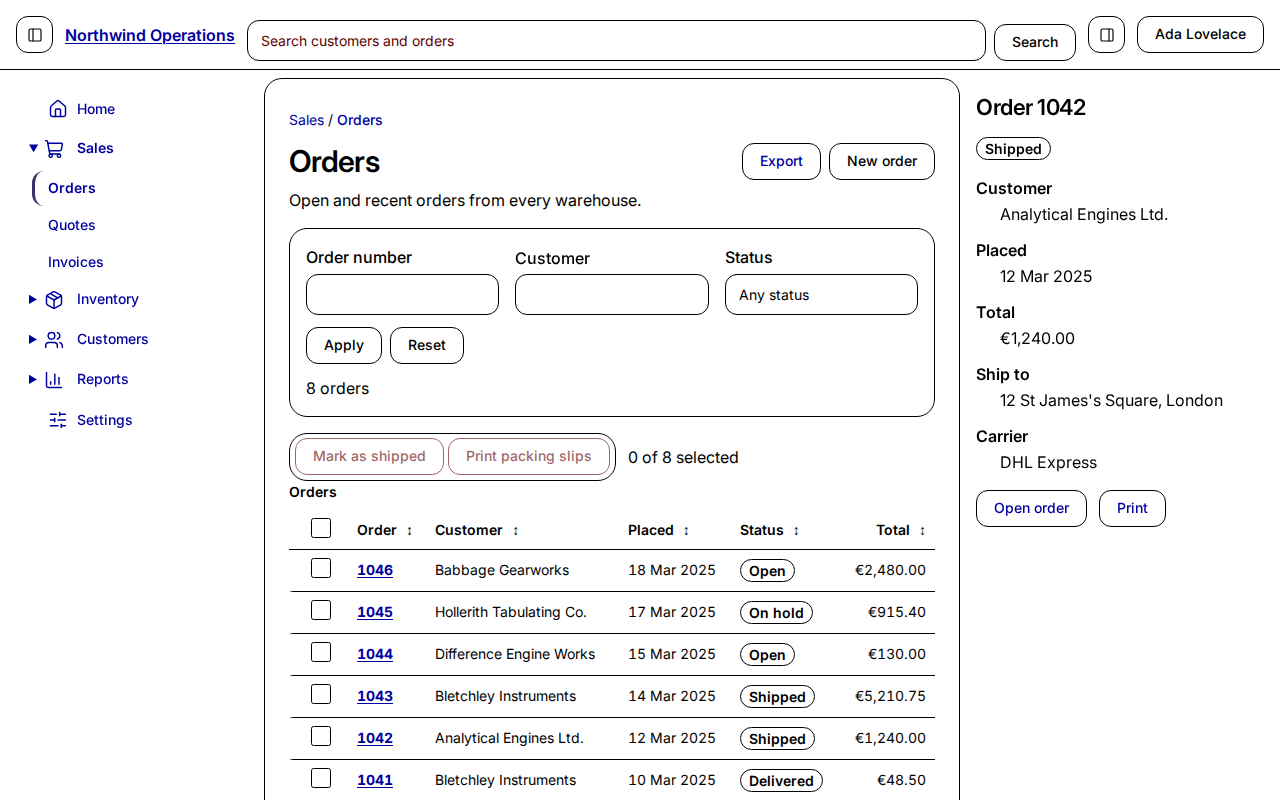 Northwind Operations
Search customers and orders
Search
Ada Lovelace
Home
Sales
Orders
Quotes
Invoices
Inventory
Customers
Reports
Settings
Sales / Orders
Orders
Export
New order
Open and recent orders from every warehouse.
Order number
Customer
Status
Any status
Apply
Reset
8 orders
Mark as shipped
Print packing slips
0 of 8 selected
Orders
Order ↕ Customer ↕ Placed ↕ Status ↕ Total ↕
1046 Babbage Gearworks 18 Mar 2025 Open €2,480.00
1045 Hollerith Tabulating Co. 17 Mar 2025 On hold €915.40
1044 Difference Engine Works 15 Mar 2025 Open €130.00
1043 Bletchley Instruments 14 Mar 2025 Shipped €5,210.75
1042 Analytical Engines Ltd. 12 Mar 2025 Shipped €1,240.00
1041 Bletchley Instruments 10 Mar 2025 Delivered €48.50
Order 1042
Shipped
Customer
Analytical Engines Ltd.
Placed
12 Mar 2025
Total
€1,240.00
Ship to
12 St James's Square, London
Carrier
DHL Express
Open order
Print